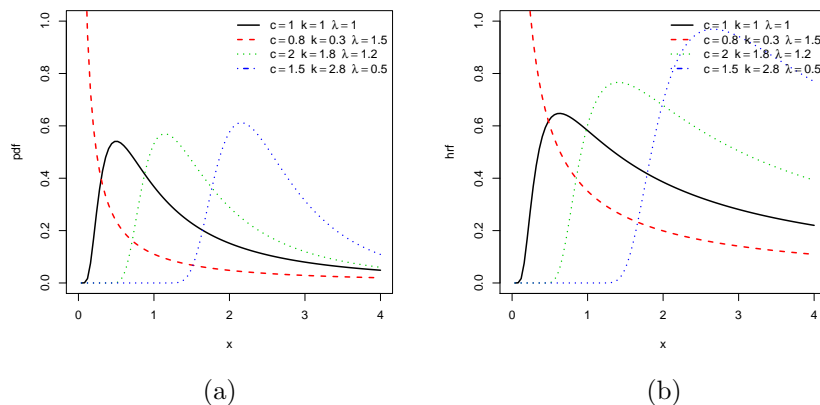 c = 1 k = 1 λ = 1
c = 0.8 k = 0.3 λ = 1.5
c = 2 k = 1.8 λ = 1.2
c = 1.5 k = 2.8 λ = 0.5
pdf
0.0 0.2 0.4 0.6 0.8 1.0
0 1 2 3 4
x
(a)
c = 1 k = 1 λ = 1
c = 0.8 k = 0.3 λ = 1.5
c = 2 k = 1.8 λ = 1.2
c = 1.5 k = 2.8 λ = 0.5
hrf
0.0 0.2 0.4 0.6 0.8 1.0
0 1 2 3 4
x
(b)